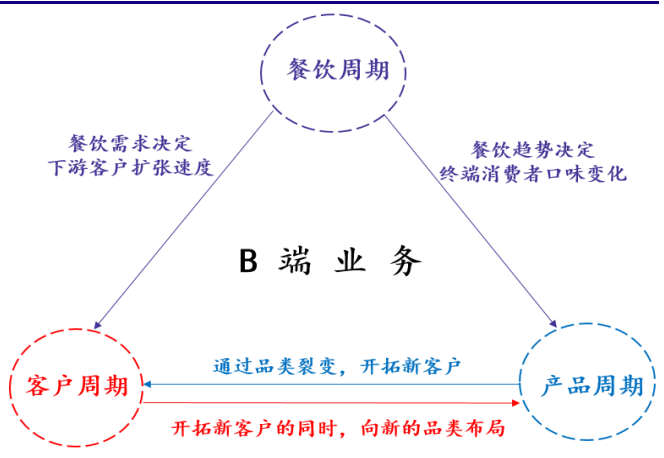 餐饮周期
餐饮需求决定
下游客户扩张速度
餐饮趋势决定
终端消费者口味变化
B 端 业 务
客户周期
通过品类裂变，开拓新客户
产品周期
开拓新客户的同时，向新的品类布局